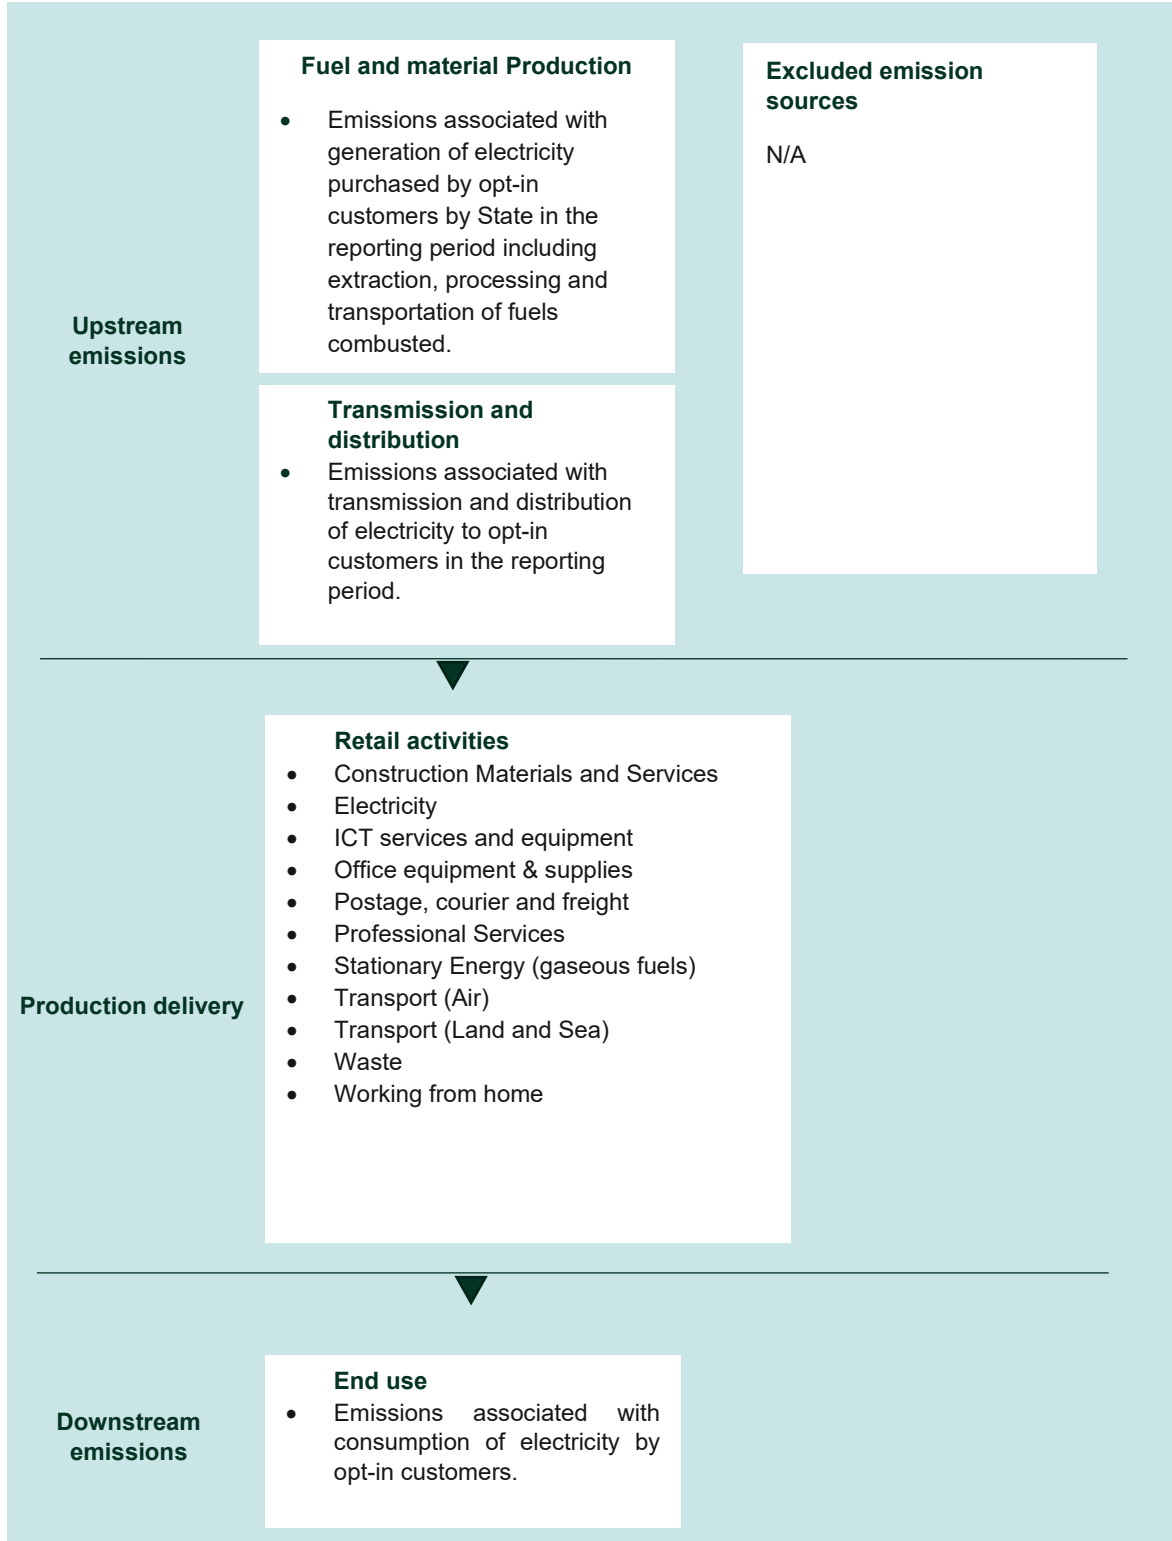 Upstream
emissions
Fuel and material Production
• Emissions associated with
generation of electricity
purchased by opt-in
customers by State in the
reporting period including
extraction, processing and
transportation of fuels
combusted.
Transmission and
distribution
• Emissions associated with
transmission and distribution
of electricity to opt-in
customers in the reporting
period.
Excluded emission
sources
N/A
Production delivery
Retail activities
• Construction Materials and Services
• Electricity
• ICT services and equipment
• Office equipment & supplies
• Postage, courier and freight
• Professional Services
• Stationary Energy (gaseous fuels)
• Transport (Air)
• Transport (Land and Sea)
• Waste
• Working from home
Downstream
emissions
End use
• Emissions associated with
consumption of electricity by
opt-in customers.